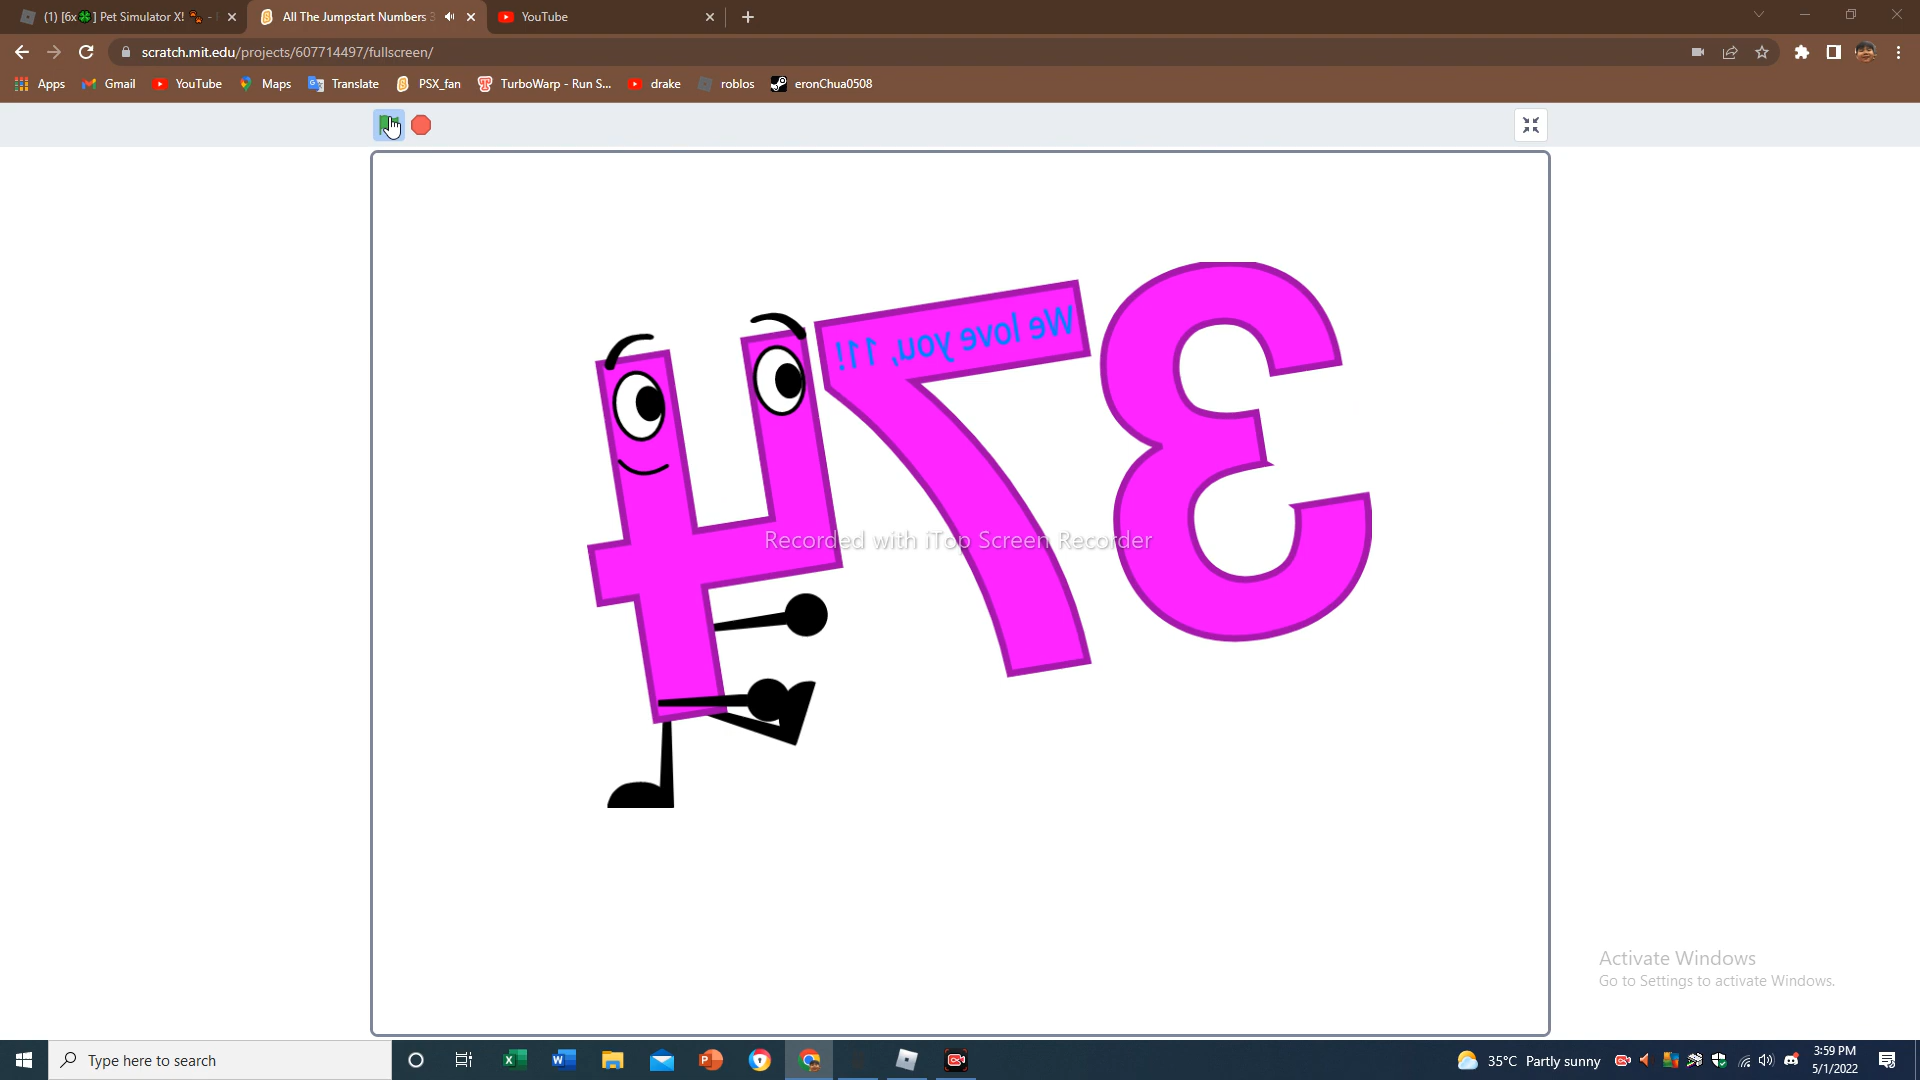 (1) [6x🍀] Pet Simulator X! 🐾 -
All The Jumpstart Numbers 3
YouTube
scratch.mit.edu/projects/607714497/fullscreen/
Apps
Gmail
YouTube
Maps
Translate
PSX_fan
TurboWarp - Run S...
drake
roblos
eronChua0508
We love you, 11!
374
Recorded with iTop Screen Recorder
Activate Windows
Go to Settings to activate Windows.
Type here to search
35°C Partly sunny
3:59 PM
5/1/2022